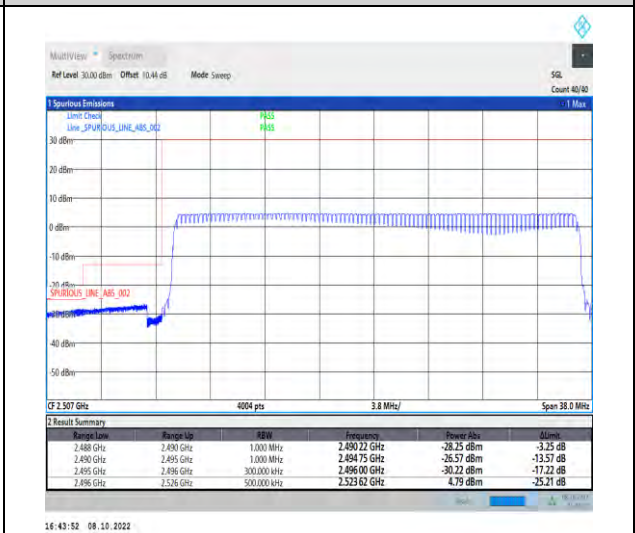 MultiView Spectrum
Ref Level 30.00 dBm Offset 10.44 dB Mode Sweep SGL
Count 40/40
1 Spurious Emissions 1 Max
Limit Check PASS
Line _SPURIOUS_LINE_ABS_002 PASS
30 dBm
20 dBm
10 dBm
0 dBm
-10 dBm
-20 dBm
SPURIOUS_LINE_ABS_002
-40 dBm
-50 dBm
CF 2.507 GHz 4004 pts 3.8 MHz/ Span 38.0 MHz
2 Result Summary
Range Low Range Up RBW Frequency Power Abs ΔLimit
2.488 GHz 2.490 GHz 1.000 MHz 2.490 22 GHz -28.25 dBm -3.25 dB
2.490 GHz 2.495 GHz 1.000 MHz 2.494 75 GHz -26.57 dBm -13.57 dB
2.495 GHz 2.496 GHz 300.000 kHz 2.496 00 GHz -30.22 dBm -17.22 dB
2.496 GHz 2.526 GHz 500.000 kHz 2.523 62 GHz 4.79 dBm -25.21 dB
16:43:52 08.10.2022